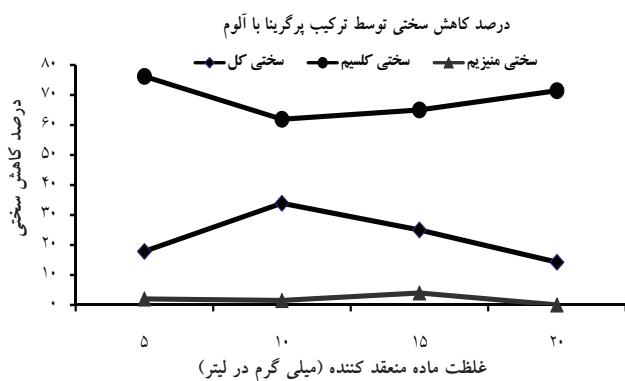 درصد کاهش سختی توسط ترکیب پرگرینا با آلوم
سختی کل
سختی کلسیم
سختی منیزیم
درصد کاهش سختی
۸۰
۷۰
۶۰
۵۰
۴۰
۳۰
۲۰
۱۰
۰
۵ ۱۰ ۱۵ ۲۰
غلظت ماده منعقد کننده (میلی گرم در لیتر)